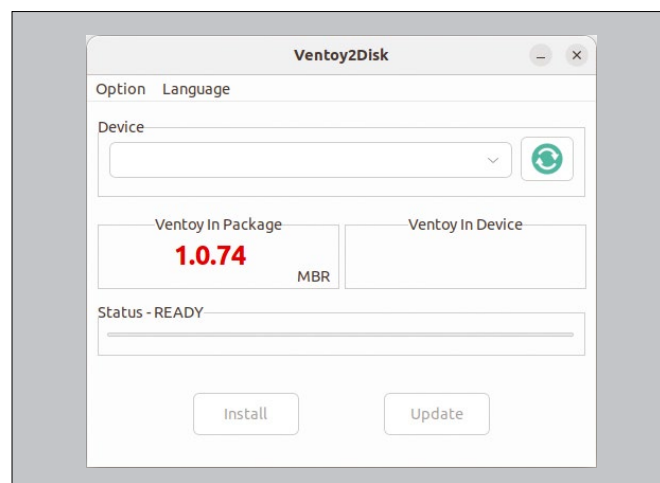 Ventoy2Disk
Option Language
Device
Ventoy In Package
Ventoy In Device
1.0.74
MBR
Status - READY
Install
Update